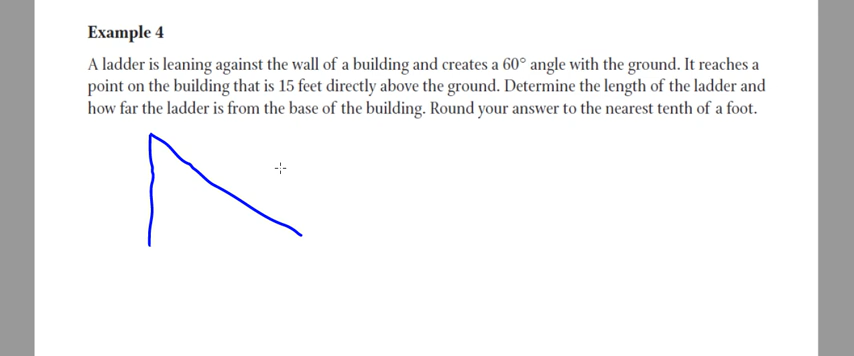 Example 4
A ladder is leaning against the wall of a building and creates a 60° angle with the ground. It reaches a
point on the building that is 15 feet directly above the ground. Determine the length of the ladder and
how far the ladder is from the base of the building. Round your answer to the nearest tenth of a foot.